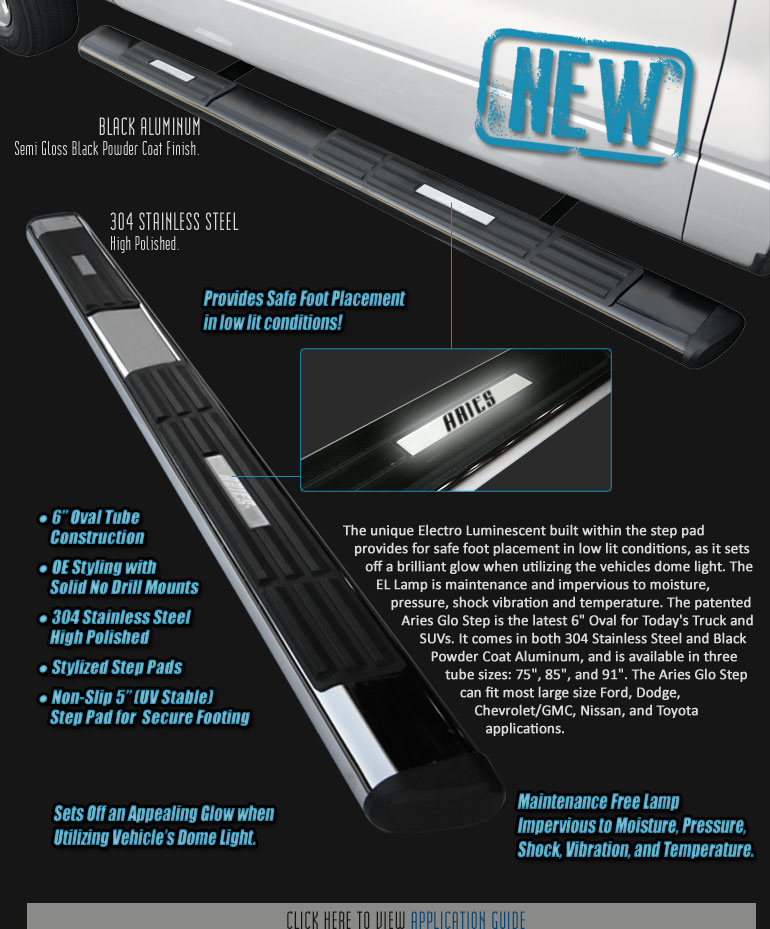 NEW
BLACK ALUMINUM
Semi Gloss Black Powder Coat Finish.
304 STAINLESS STEEL
High Polished.
Provides Safe Foot Placement
in low lit conditions!
ARIES
ARIES
• 6" Oval Tube
Construction
• OE Styling with
Solid No Drill Mounts
• 304 Stainless Steel
High Polished
• Stylized Step Pads
• Non-Slip 5" (UV Stable)
Step Pad for Secure Footing
The unique Electro Luminescent built within the step pad
provides for safe foot placement in low lit conditions, as it sets
off a brilliant glow when utilizing the vehicles dome light. The
EL Lamp is maintenance and impervious to moisture,
pressure, shock vibration and temperature. The patented
Aries Glo Step is the latest 6" Oval for Today's Truck and
SUVs. It comes in both 304 Stainless Steel and Black
Powder Coat Aluminum, and is available in three
tube sizes: 75", 85", and 91". The Aries Glo Step
can fit most large size Ford, Dodge,
Chevrolet/GMC, Nissan, and Toyota
applications.
Sets Off an Appealing Glow when
Utilizing Vehicle's Dome Light.
Maintenance Free Lamp
Impervious to Moisture, Pressure,
Shock, Vibration, and Temperature.
CLICK HERE TO VIEW APPLICATION GUIDE